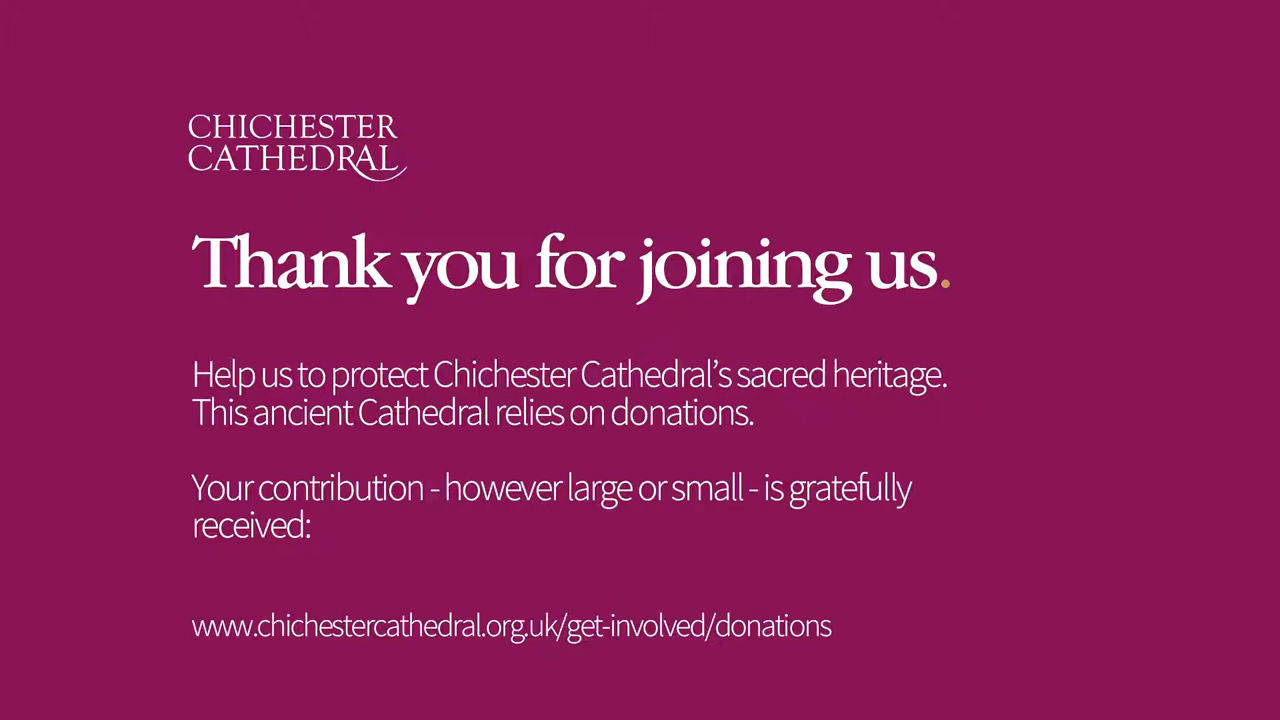 CHICHESTER
CATHEDRAL
Thank you for joining us.
Help us to protect Chichester Cathedral’s sacred heritage.
This ancient Cathedral relies on donations.
Your contribution - however large or small - is gratefully
received:
www.chichestercathedral.org.uk/get-involved/donations